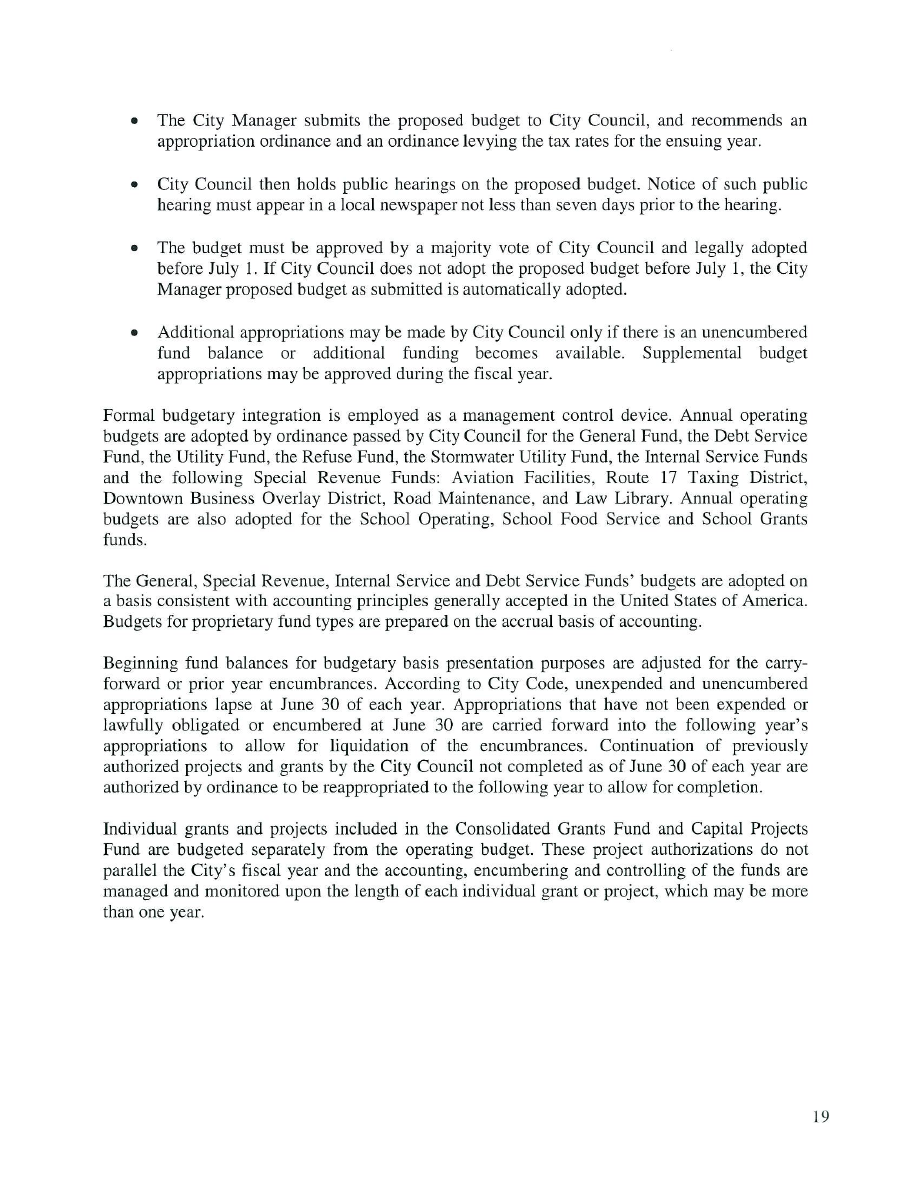 • The City Manager submits the proposed budget to City Council, and recommends an
appropriation ordinance and an ordinance levying the tax rates for the ensuing year.
• City Council then holds public hearings on the proposed budget. Notice of such public
hearing must appear in a local newspaper not less than seven days prior to the hearing.
• The budget must be approved by a majority vote of City Council and legally adopted
before July 1. If City Council does not adopt the proposed budget before July 1, the City
Manager proposed budget as submitted is automatically adopted.
• Additional appropriations may be made by City Council only if there is an unencumbered
fund balance or additional funding becomes available. Supplemental budget
appropriations may be approved during the fiscal year.
Formal budgetary integration is employed as a management control device. Annual operating
budgets are adopted by ordinance passed by City Council for the General Fund, the Debt Service
Fund, the Utility Fund, the Refuse Fund, the Stormwater Utility Fund, the Internal Service Funds
and the following Special Revenue Funds: Aviation Facilities, Route 17 Taxing District,
Downtown Business Overlay District, Road Maintenance, and Law Library. Annual operating
budgets are also adopted for the School Operating, School Food Service and School Grants
funds.
The General, Special Revenue, Internal Service and Debt Service Funds' budgets are adopted on
a basis consistent with accounting principles generally accepted in the United States of America.
Budgets for proprietary fund types are prepared on the accrual basis of accounting.
Beginning fund balances for budgetary basis presentation purposes are adjusted for the carry-
forward or prior year encumbrances. According to City Code, unexpended and unencumbered
appropriations lapse at June 30 of each year. Appropriations that have not been expended or
lawfully obligated or encumbered at June 30 are carried forward into the following year's
appropriations to allow for liquidation of the encumbrances. Continuation of previously
authorized projects and grants by the City Council not completed as of June 30 of each year are
authorized by ordinance to be reappropriated to the following year to allow for completion.
Individual grants and projects included in the Consolidated Grants Fund and Capital Projects
Fund are budgeted separately from the operating budget. These project authorizations do not
parallel the City's fiscal year and the accounting, encumbering and controlling of the funds are
managed and monitored upon the length of each individual grant or project, which may be more
than one year.
19